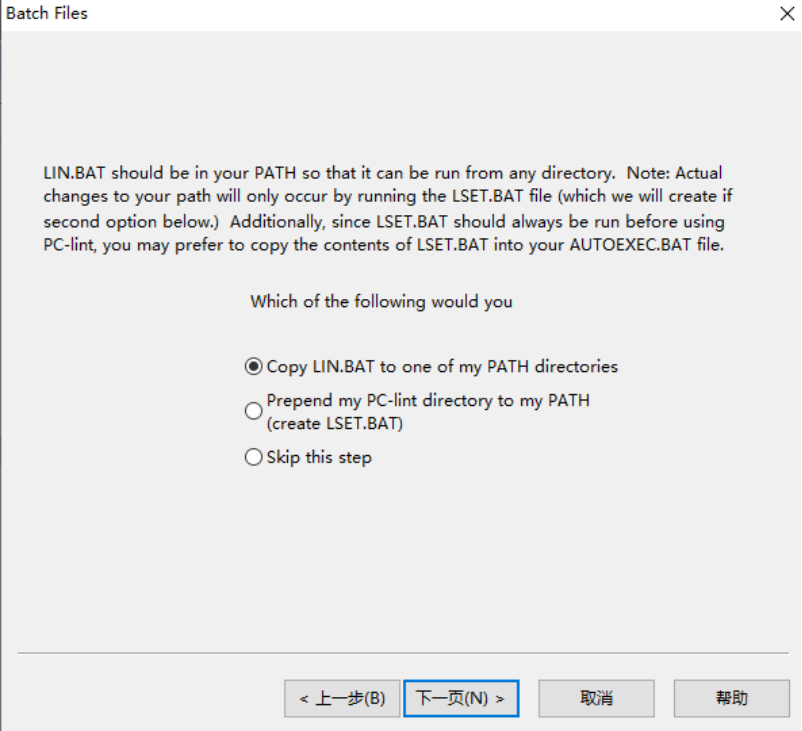 Batch Files
LIN.BAT should be in your PATH so that it can be run from any directory.  Note: Actual
changes to your path will only occur by running the LSET.BAT file (which we will create if
second option below.)  Additionally, since LSET.BAT should always be run before using
PC-lint, you may prefer to copy the contents of LSET.BAT into your AUTOEXEC.BAT file.
Which of the following would you
Copy LIN.BAT to one of my PATH directories
Prepend my PC-lint directory to my PATH
(create LSET.BAT)
Skip this step
< 上一步(B) 下一页(N) > 取消 帮助